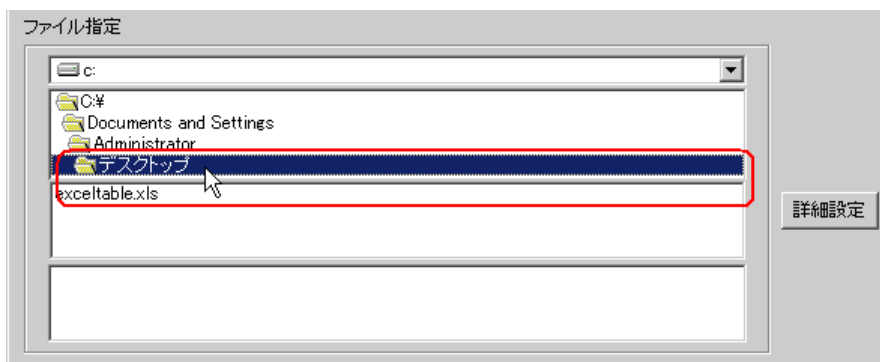 ファイル指定
c:
C:¥
Documents and Settings
Administrator
デスクトップ
exceltable.xls
詳細設定